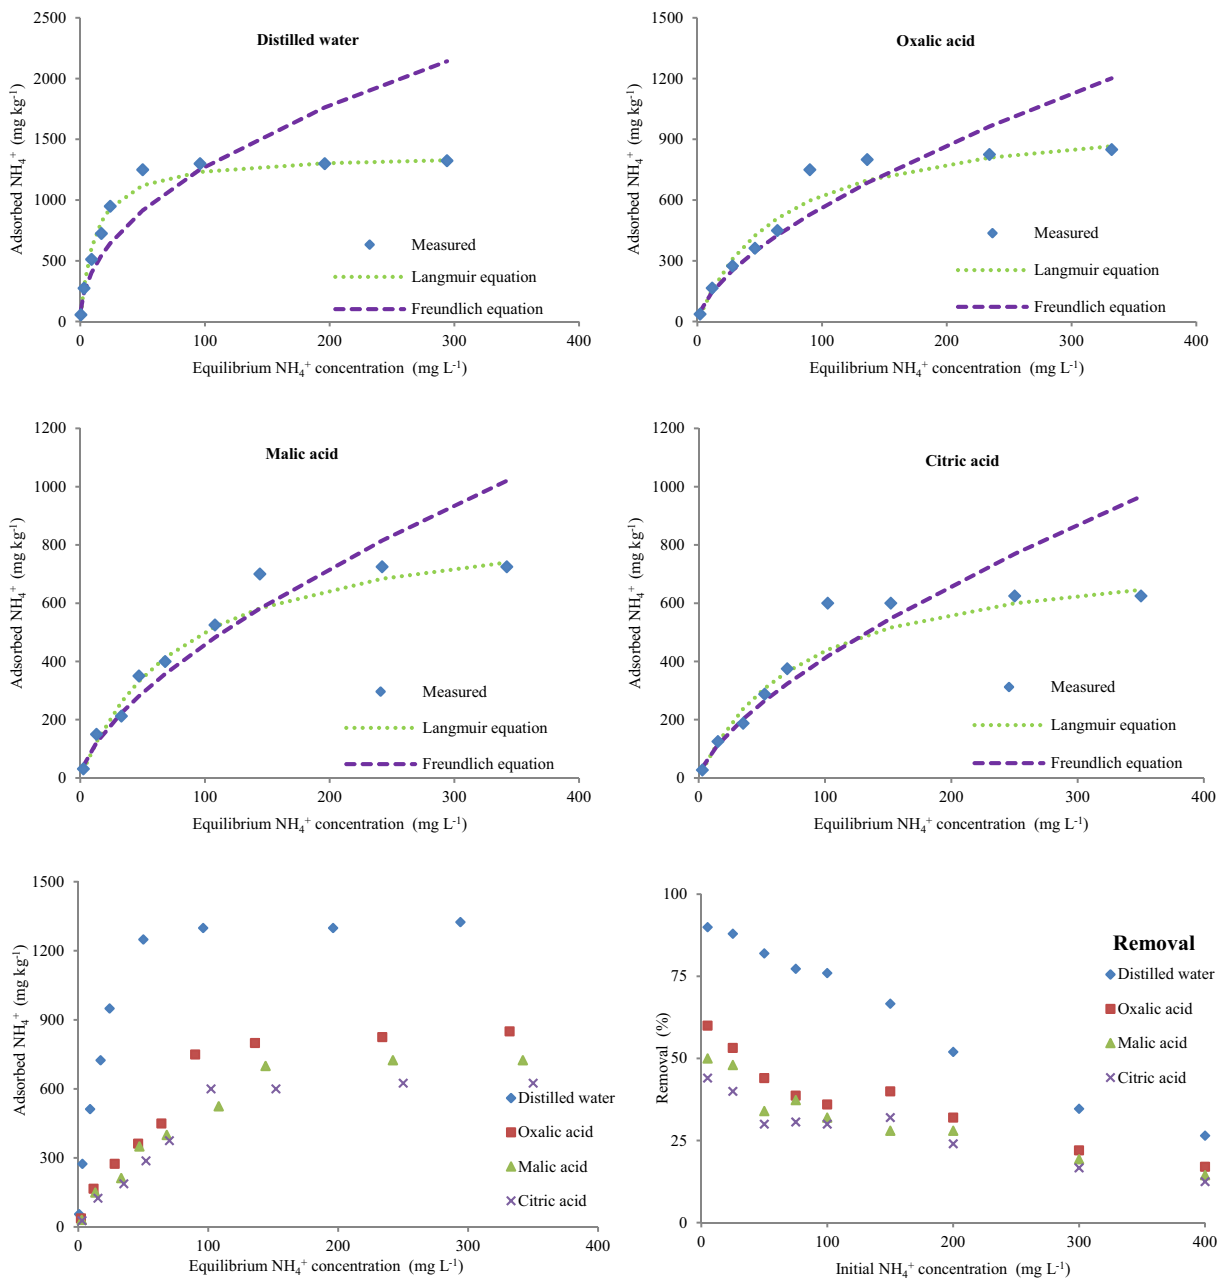 Distilled water
2500
2000
1500
1000
500
0
0 100 200 300 400
Adsorbed NH₄⁺ (mg kg⁻¹)
Equilibrium NH₄⁺ concentration (mg L⁻¹)
Measured
Langmuir equation
Freundlich equation
Oxalic acid
1500
1200
900
600
300
0
0 100 200 300 400
Adsorbed NH₄⁺ (mg kg⁻¹)
Equilibrium NH₄⁺ concentration (mg L⁻¹)
Measured
Langmuir equation
Freundlich equation
Malic acid
1200
1000
800
600
400
200
0
0 100 200 300 400
Adsorbed NH₄⁺ (mg kg⁻¹)
Equilibrium NH₄⁺ concentration (mg L⁻¹)
Measured
Langmuir equation
Freundlich equation
Citric acid
1200
1000
800
600
400
200
0
0 100 200 300 400
Adsorbed NH₄⁺ (mg kg⁻¹)
Equilibrium NH₄⁺ concentration (mg L⁻¹)
Measured
Langmuir equation
Freundlich equation
1500
1200
900
600
300
0
0 100 200 300 400
Adsorbed NH₄⁺ (mg kg⁻¹)
Equilibrium NH₄⁺ concentration (mg L⁻¹)
Distilled water
Oxalic acid
Malic acid
Citric acid
100
75
50
25
0
0 100 200 300 400
Removal (%)
Initial NH₄⁺ concentration (mg L⁻¹)
Removal
Distilled water
Oxalic acid
Malic acid
Citric acid